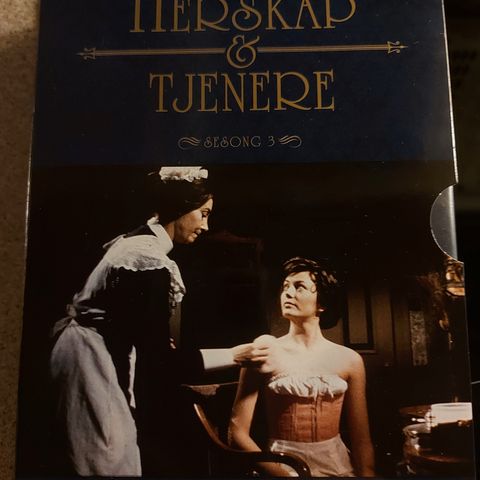 HERSKAP
&
TJENERE
SESONG 3